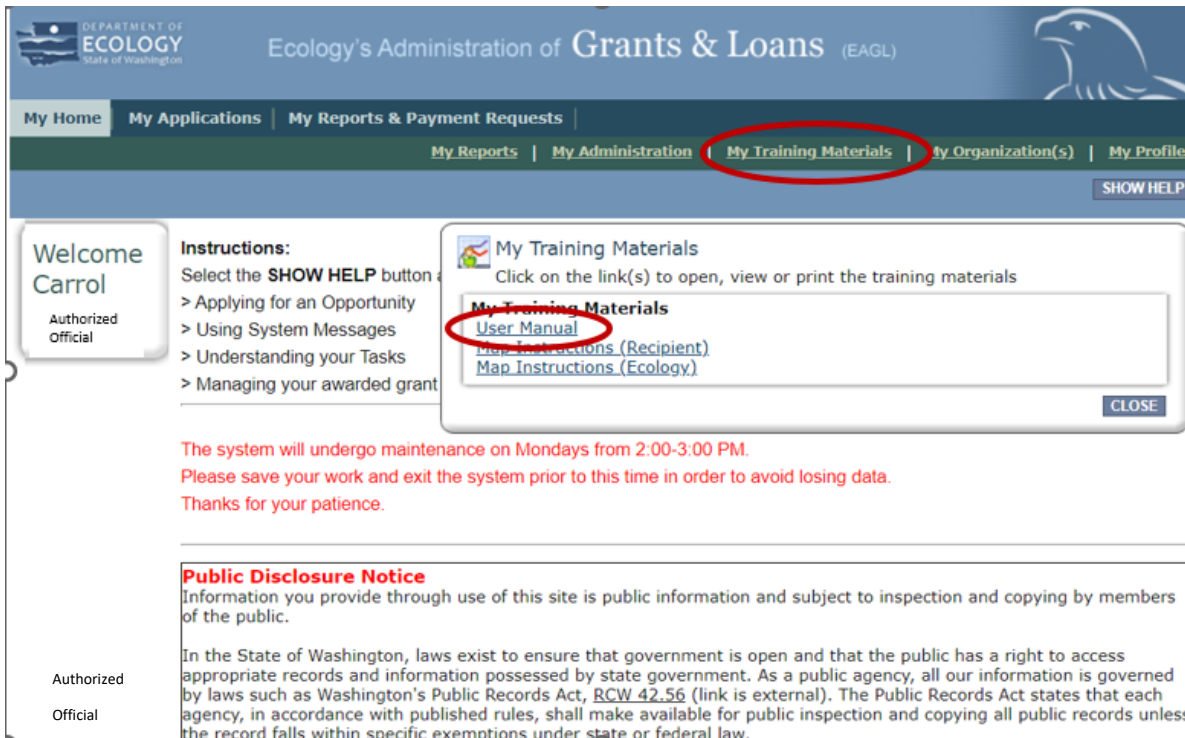 DEPARTMENT OF
ECOLOGY
State of Washington
Ecology's Administration of Grants & Loans (EAGL)
My Home | My Applications | My Reports & Payment Requests |
My Reports | My Administration | My Training Materials | My Organization(s) | My Profile
SHOW HELP
Welcome
Carrol
Authorized
Official
Instructions:
Select the SHOW HELP button
> Applying for an Opportunity
> Using System Messages
> Understanding your Tasks
> Managing your awarded grant
My Training Materials
Click on the link(s) to open, view or print the training materials
My Training Materials
User Manual
Map Instructions (Recipient)
Map Instructions (Ecology)
CLOSE
The system will undergo maintenance on Mondays from 2:00-3:00 PM.
Please save your work and exit the system prior to this time in order to avoid losing data.
Thanks for your patience.
Public Disclosure Notice
Information you provide through use of this site is public information and subject to inspection and copying by members
of the public.
In the State of Washington, laws exist to ensure that government is open and that the public has a right to access
appropriate records and information possessed by state government. As a public agency, all our information is governed
by laws such as Washington's Public Records Act, RCW 42.56 (link is external). The Public Records Act states that each
agency, in accordance with published rules, shall make available for public inspection and copying all public records unless
the record falls within specific exemptions under state or federal law.
Authorized
Official